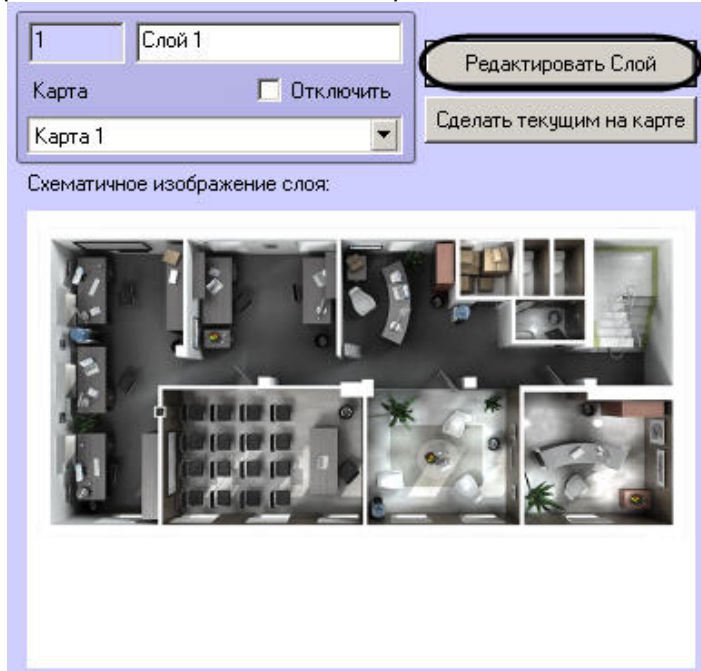 1
Слой 1
Редактировать Слой
Карта
Отключить
Сделать текущим на карте
Карта 1
Схематичное изображение слоя: